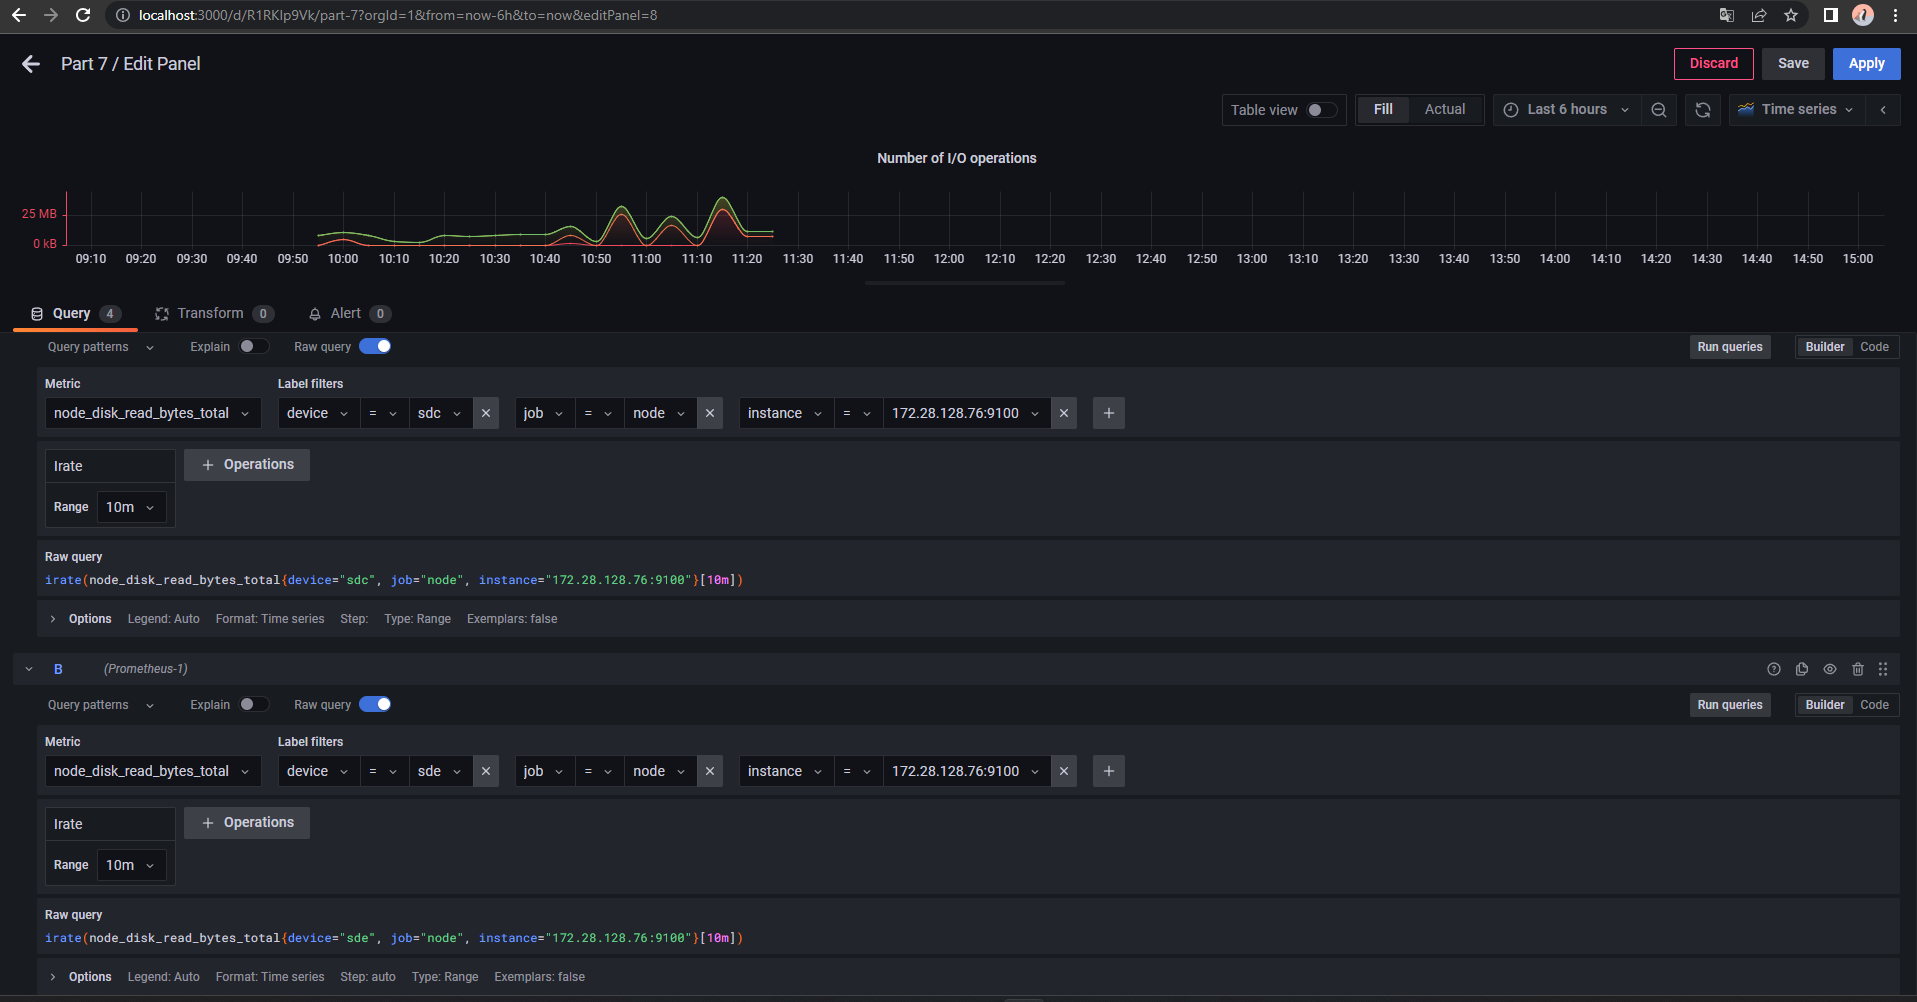 localhost:3000/d/R1RKIp9Vk/part-7?orgId=1&from=now-6h&to=now&editPanel=8
Part 7 / Edit Panel
Discard Save Apply
Table view Fill Actual Last 6 hours Time series
Number of I/O operations
25 MB
0 kB
09:10 09:20 09:30 09:40 09:50 10:00 10:10 10:20 10:30 10:40 10:50 11:00 11:10 11:20 11:30 11:40 11:50 12:00 12:10 12:20 12:30 12:40 12:50 13:00 13:10 13:20 13:30 13:40 13:50 14:00 14:10 14:20 14:30 14:40 14:50 15:00
Query 4 Transform 0 Alert 0
Query patterns Explain Raw query Run queries Builder Code
Metric Label filters
node_disk_read_bytes_total device = sdc job = node instance = 172.28.128.76:9100
Irate + Operations
Range 10m
Raw query
irate(node_disk_read_bytes_total{device="sdc", job="node", instance="172.28.128.76:9100"}[10m])
Options Legend: Auto Format: Time series Step: Type: Range Exemplars: false
B (Prometheus-1)
Query patterns Explain Raw query Run queries Builder Code
Metric Label filters
node_disk_read_bytes_total device = sde job = node instance = 172.28.128.76:9100
Irate + Operations
Range 10m
Raw query
irate(node_disk_read_bytes_total{device="sde", job="node", instance="172.28.128.76:9100"}[10m])
Options Legend: Auto Format: Time series Step: auto Type: Range Exemplars: false